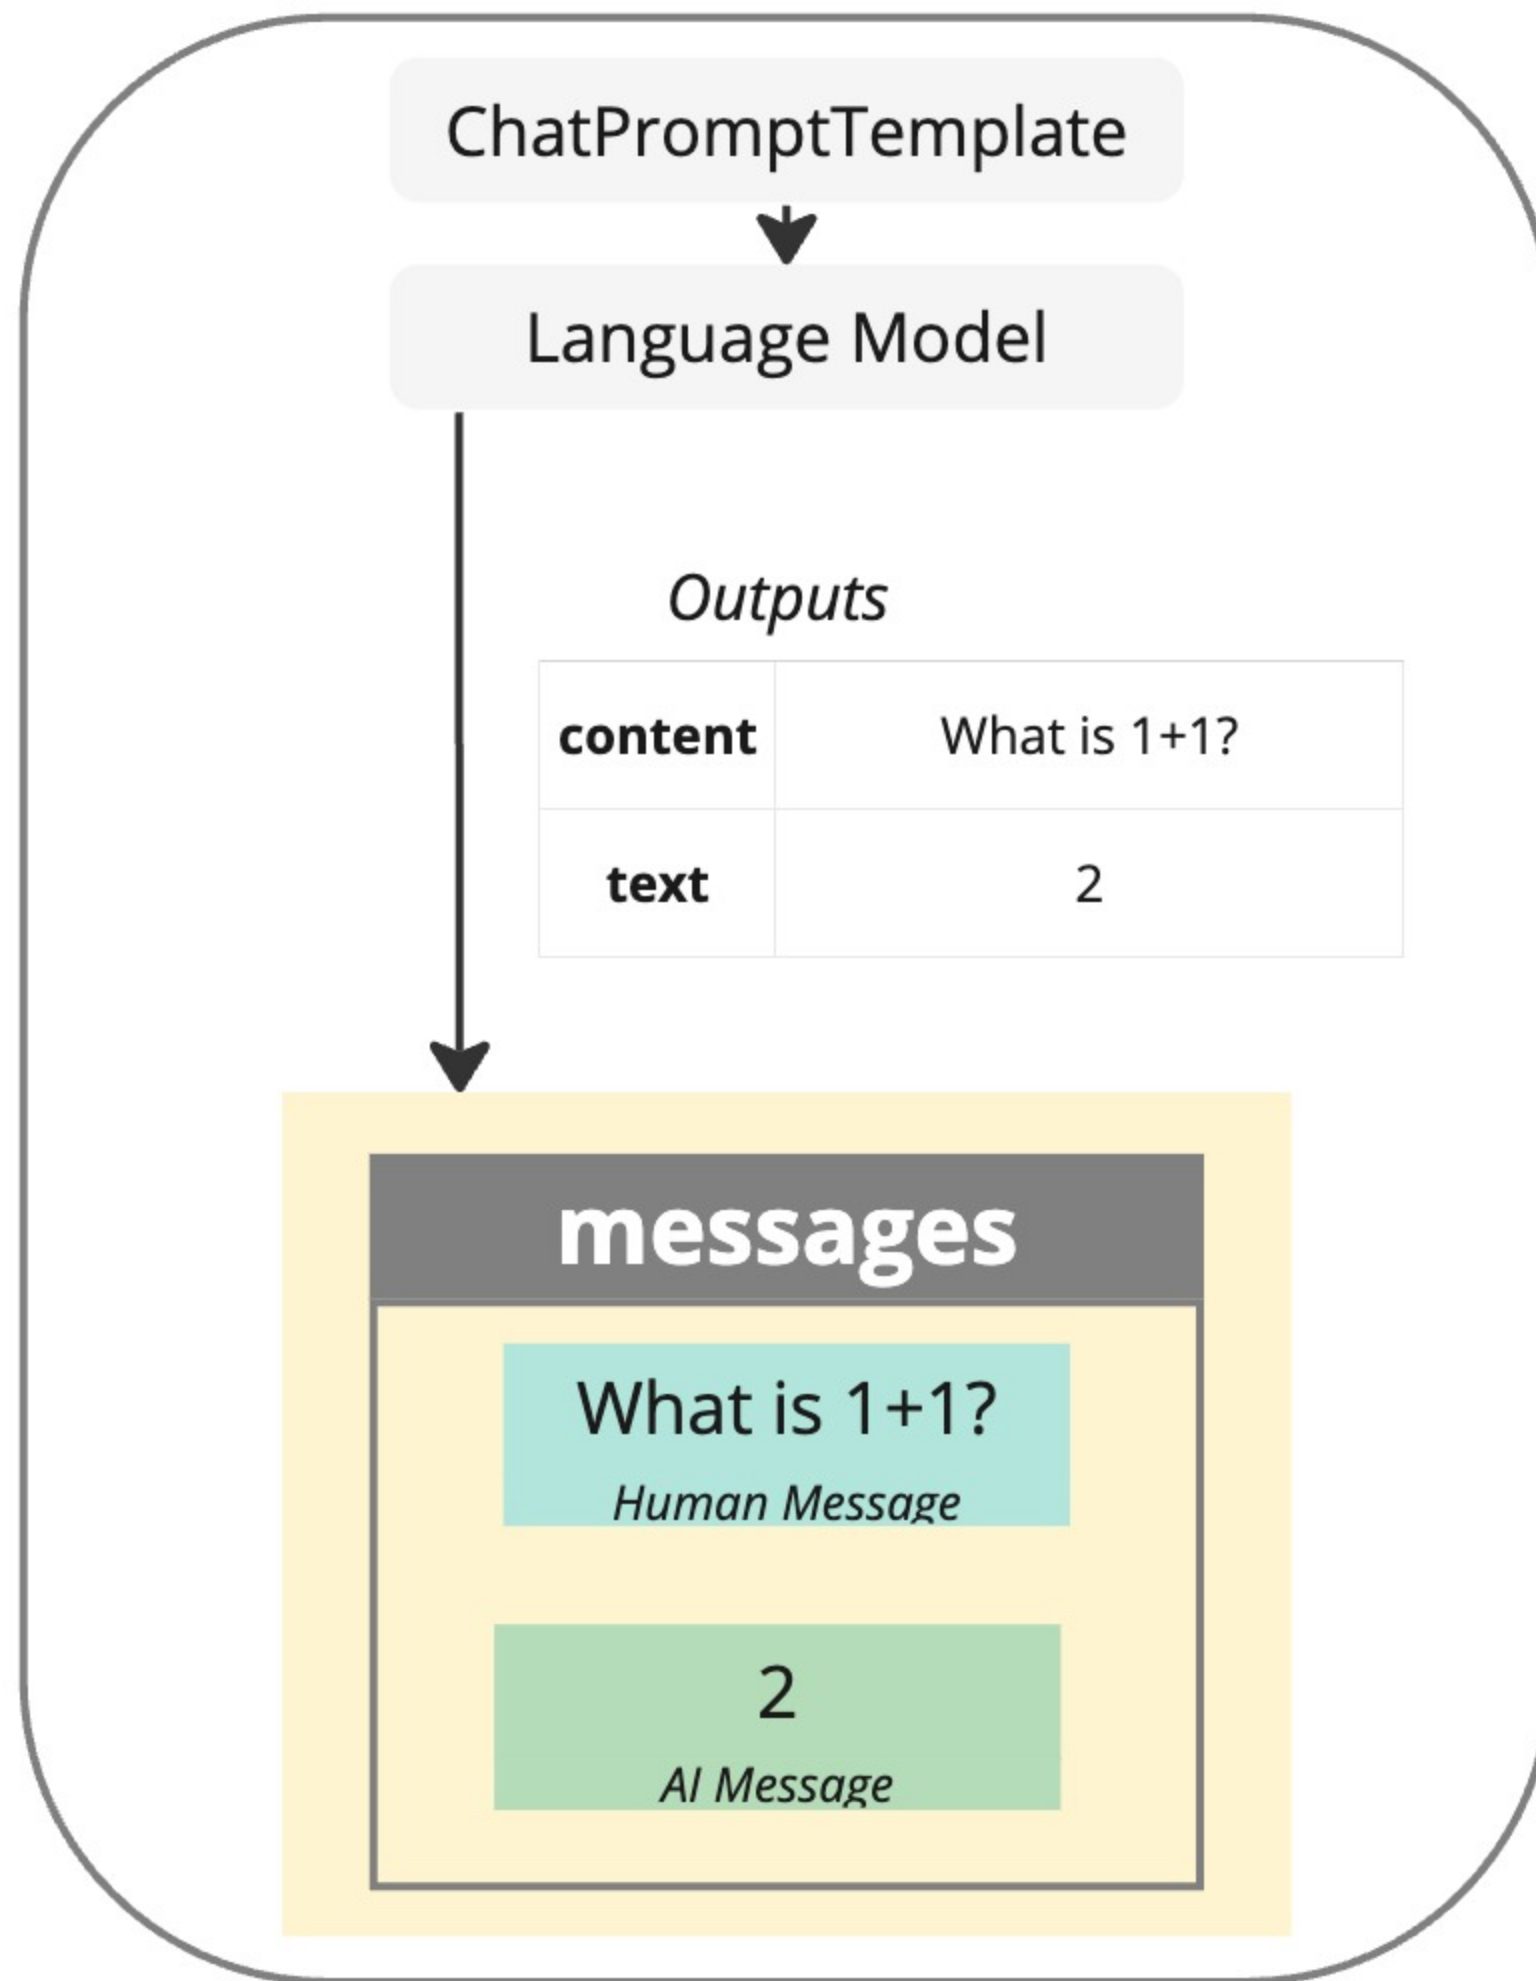 ChatPromptTemplate
Language Model
Outputs
content What is 1+1?
text 2
messages
What is 1+1?
Human Message
2
AI Message